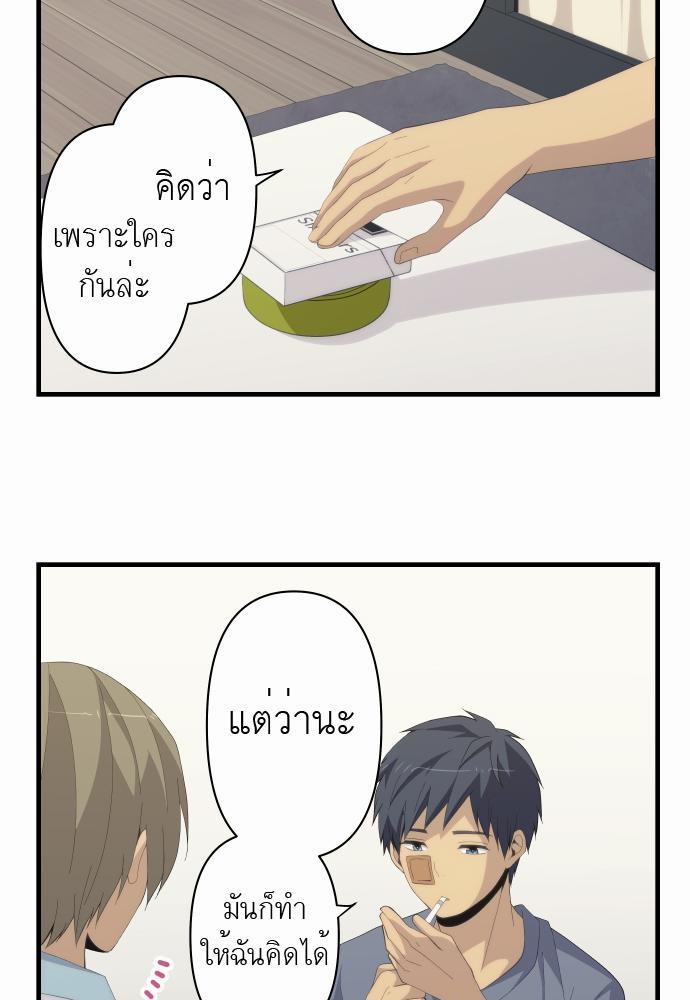 คิดว่า
เพราะใคร
กันล่ะ
แต่ว่านะ
มันก็ทำ
ให้ฉันคิดได้